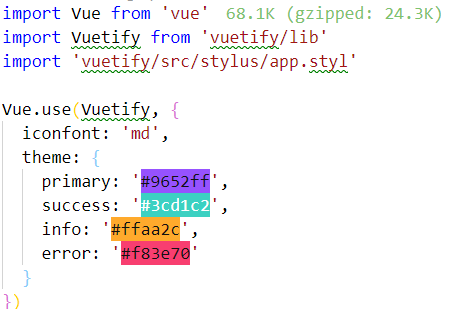 import Vue from 'vue'  68.1K (gzipped: 24.3K)
import Vuetify from 'vuetify/lib'
import 'vuetify/src/stylus/app.styl'

Vue.use(Vuetify, {
  iconfont: 'md',
  theme: {
    primary: '#9652ff',
    success: '#3cd1c2',
    info: '#ffaa2c',
    error: '#f83e70'
  }
})